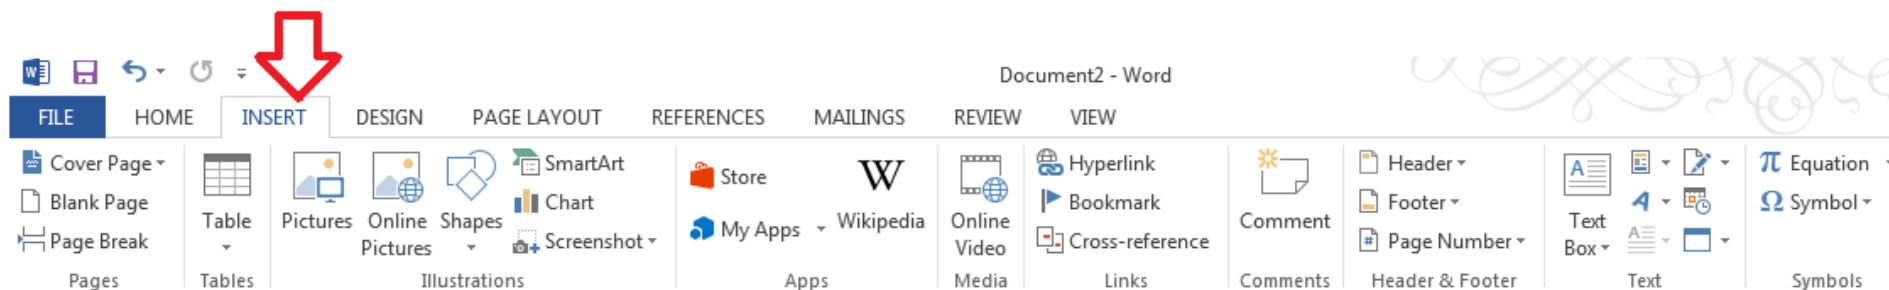 Document2 - Word
FILE HOME INSERT DESIGN PAGE LAYOUT REFERENCES MAILINGS REVIEW VIEW
Cover Page
Blank Page
Page Break
Pages
Table
Tables
Pictures
Online
Pictures
Shapes
SmartArt
Chart
Screenshot
Illustrations
Store
My Apps
W
Wikipedia
Apps
Online
Video
Media
Hyperlink
Bookmark
Cross-reference
Links
Comment
Comments
Header
Footer
# Page Number
Header & Footer
A
Text
Box
A
A
Text
π Equation
Ω Symbol
Symbols